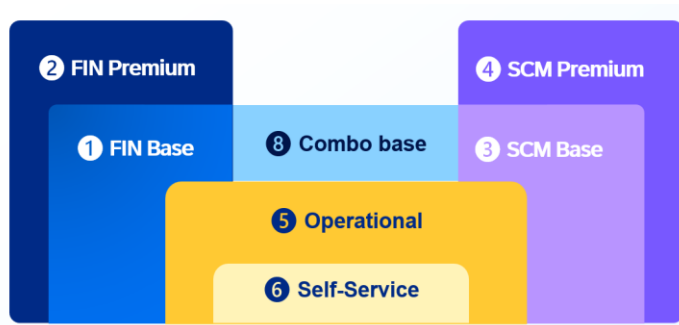 2 FIN Premium
4 SCM Premium
1 FIN Base
8 Combo base
3 SCM Base
5 Operational
6 Self-Service